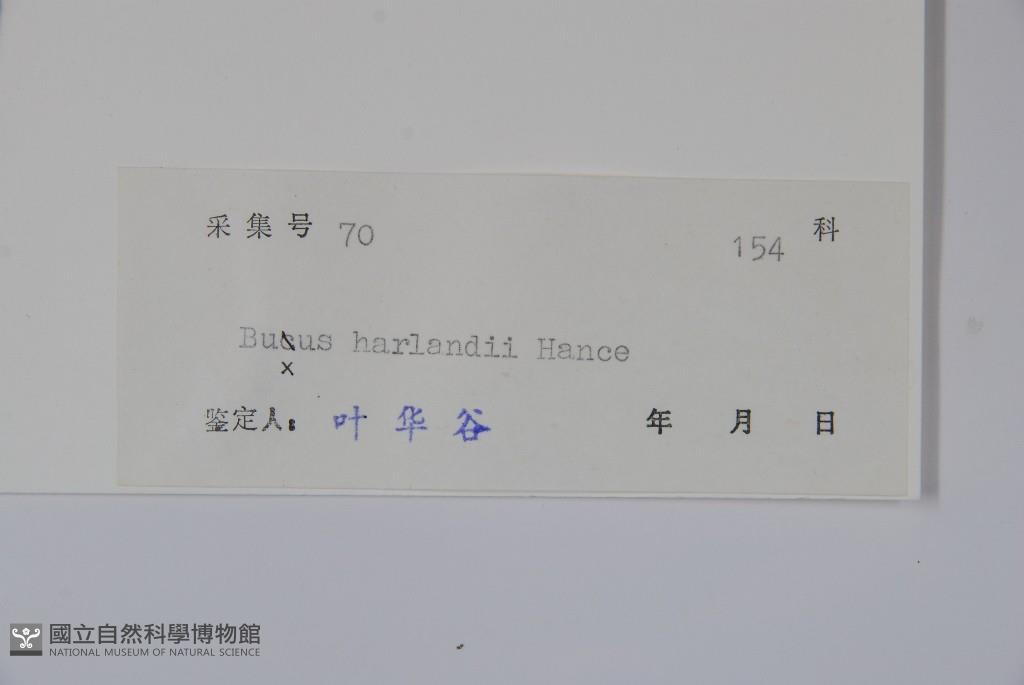 采集号 70 154 科
Bucus harlandii Hance
x
鉴定人: 叶华谷 年 月 日
國立自然科學博物館
NATIONAL MUSEUM OF NATURAL SCIENCE